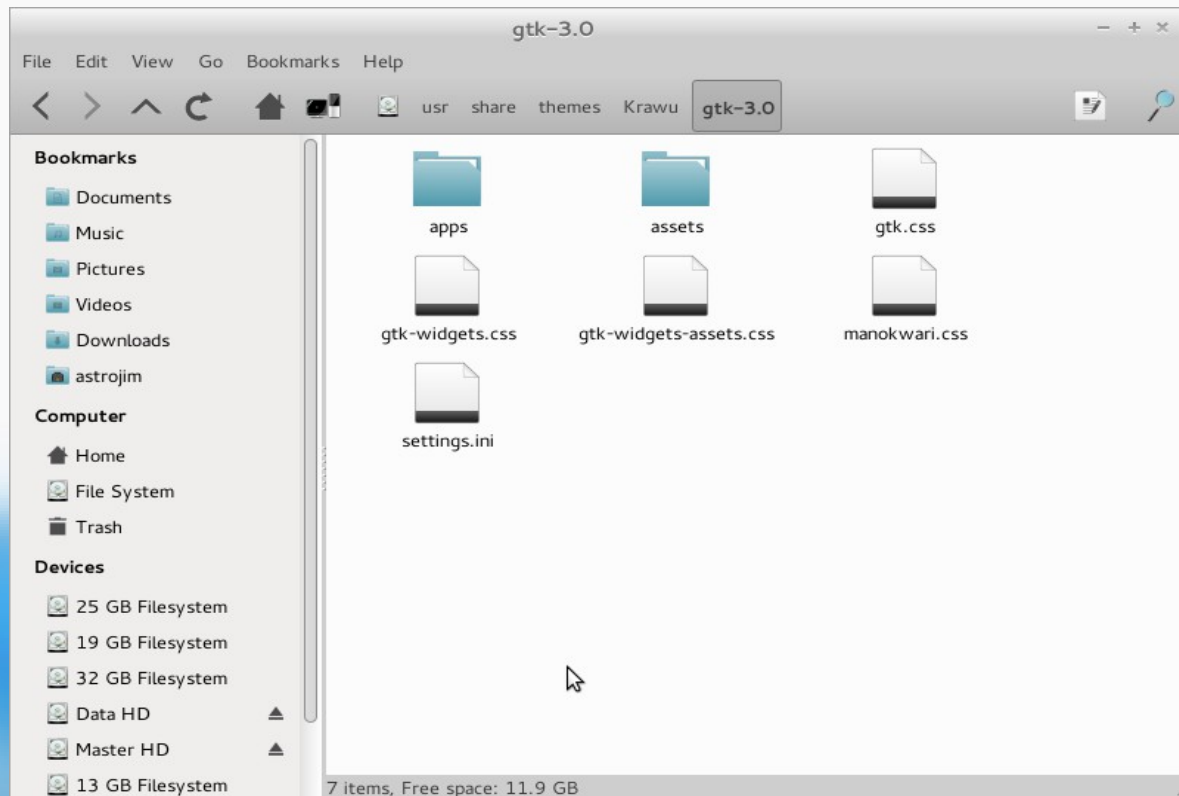 gtk-3.0
File Edit View Go Bookmarks Help
usr share themes Krawu gtk-3.0
Bookmarks
Documents
Music
Pictures
Videos
Downloads
astrojim
Computer
Home
File System
Trash
Devices
25 GB Filesystem
19 GB Filesystem
32 GB Filesystem
Data HD
Master HD
13 GB Filesystem
apps assets gtk.css
gtk-widgets.css gtk-widgets-assets.css manokwari.css
settings.ini
7 items, Free space: 11.9 GB